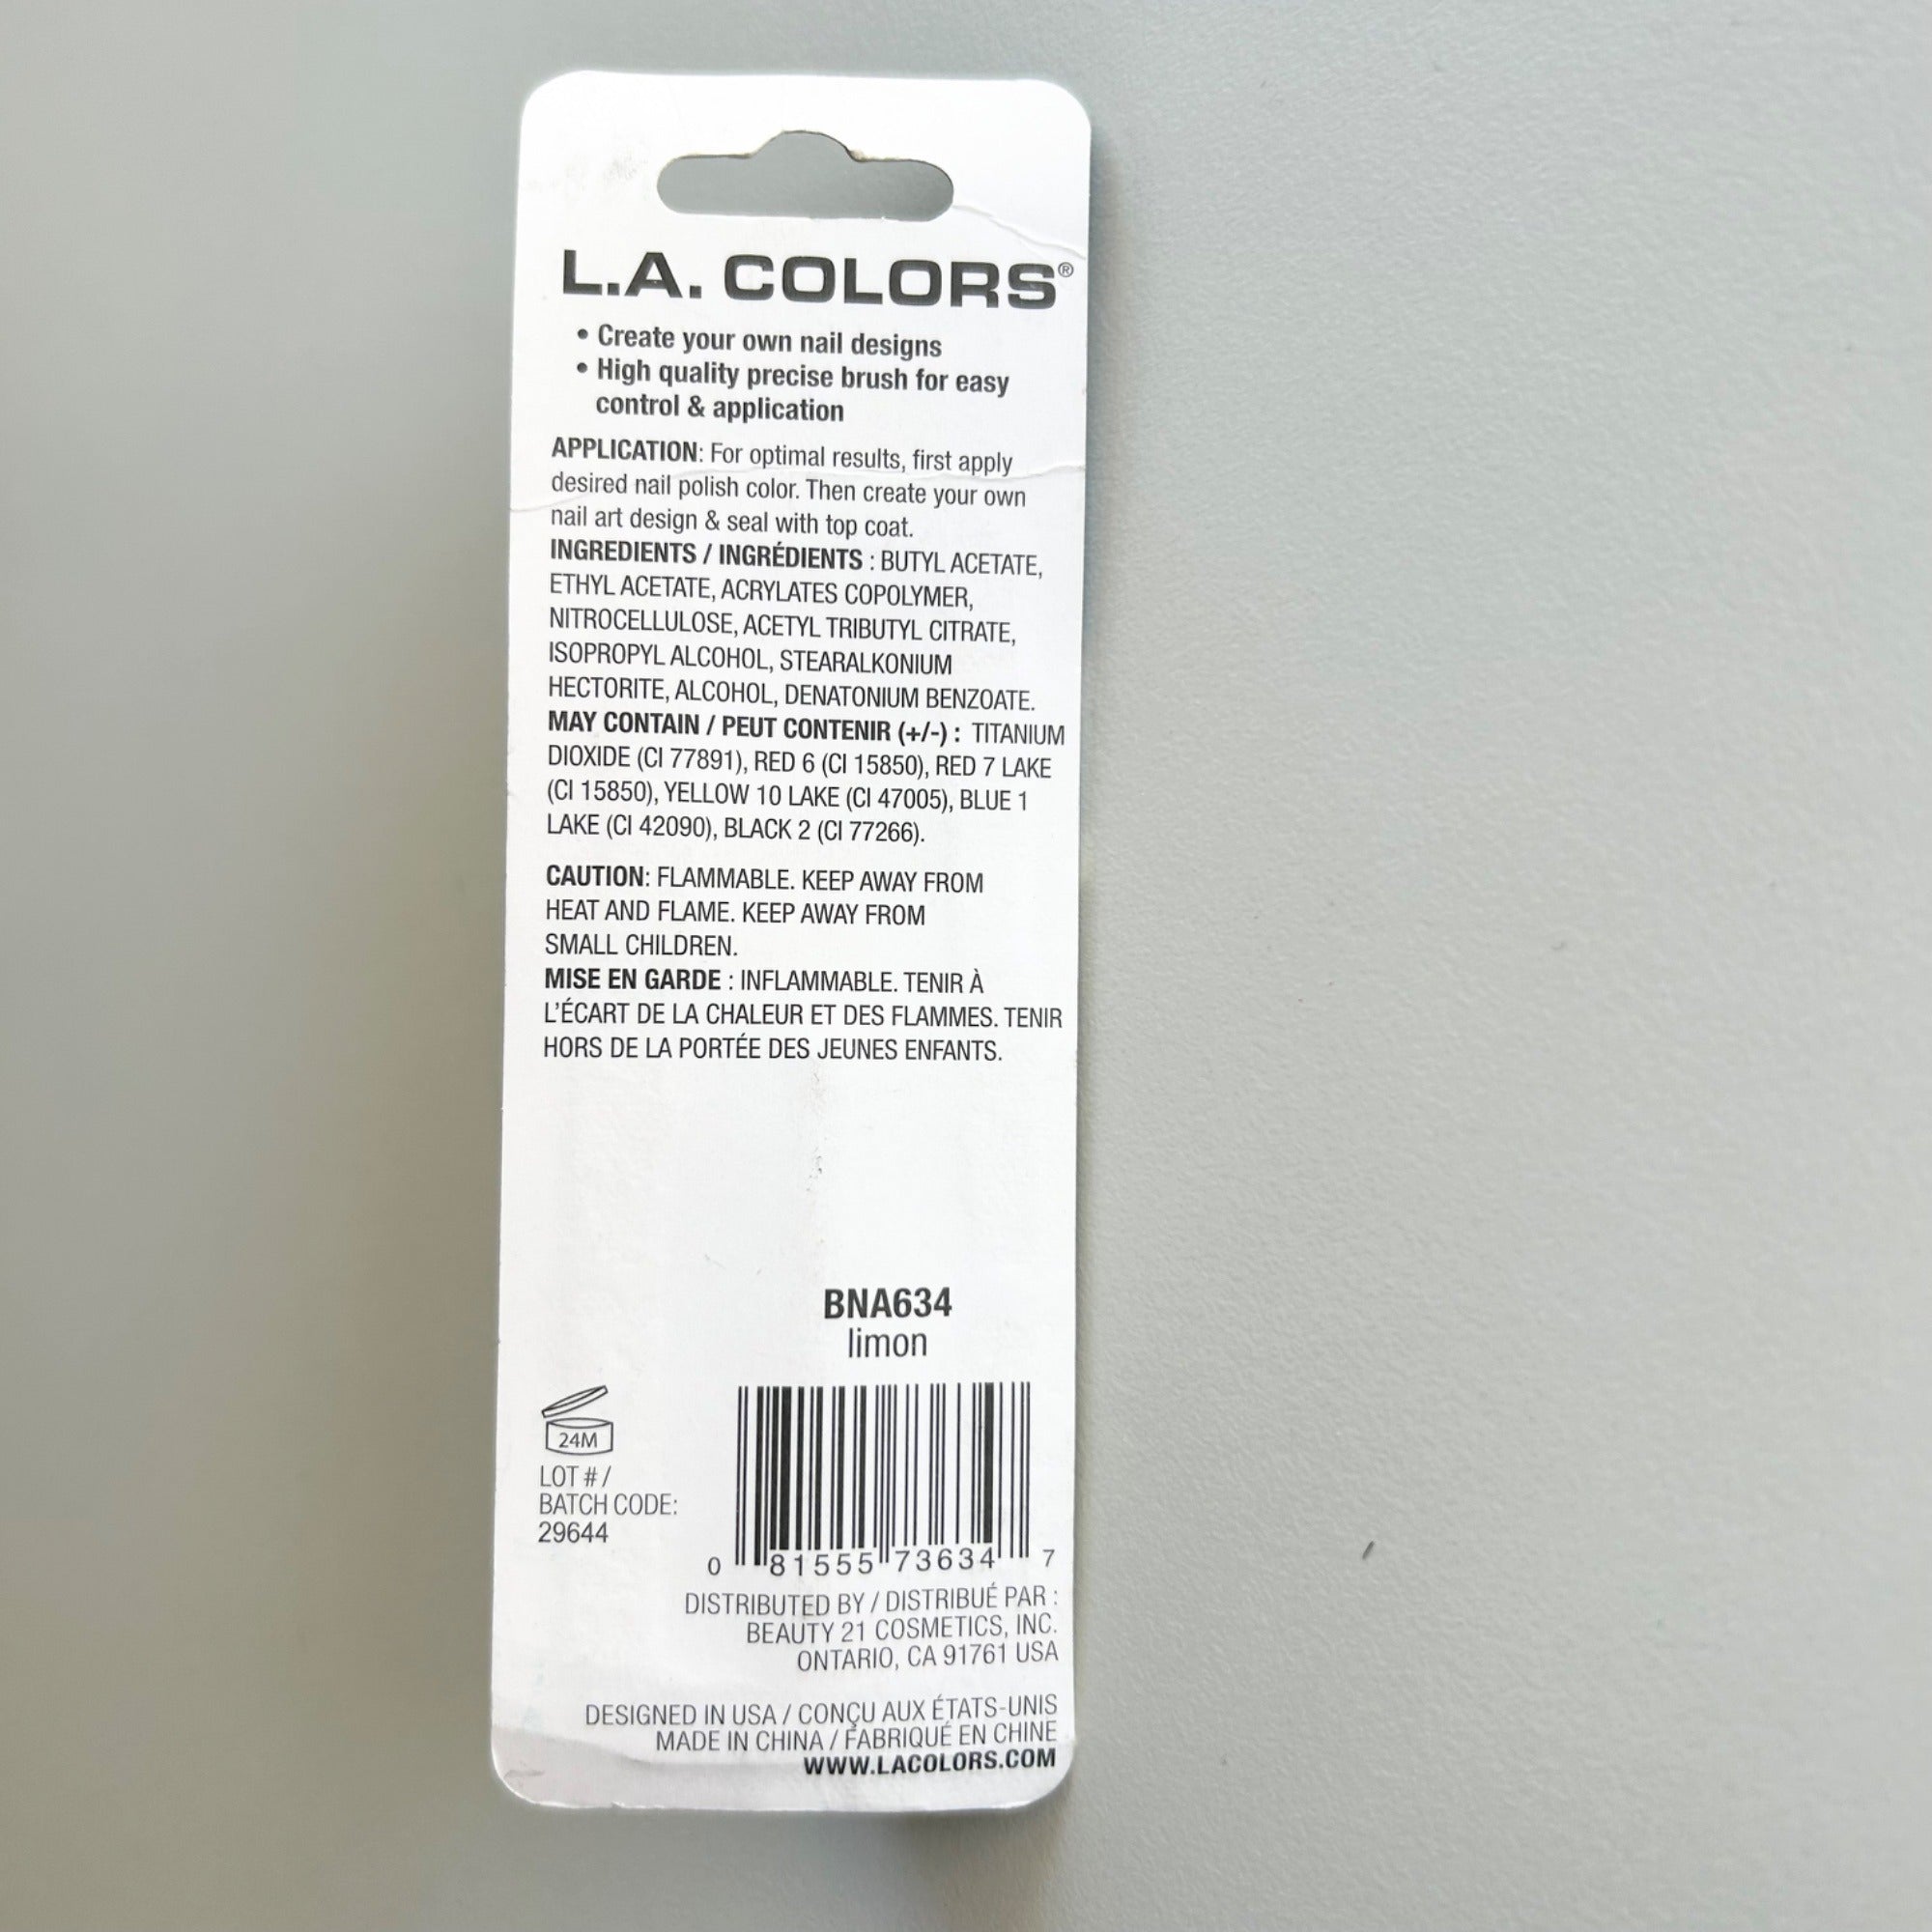 L.A. COLORS®
• Create your own nail designs
• High quality precise brush for easy
control & application
APPLICATION: For optimal results, first apply
desired nail polish color. Then create your own
nail art design & seal with top coat.
INGREDIENTS / INGRÉDIENTS : BUTYL ACETATE,
ETHYL ACETATE, ACRYLATES COPOLYMER,
NITROCELLULOSE, ACETYL TRIBUTYL CITRATE,
ISOPROPYL ALCOHOL, STEARALKONIUM
HECTORITE, ALCOHOL, DENATONIUM BENZOATE.
MAY CONTAIN / PEUT CONTENIR (+/-) : TITANIUM
DIOXIDE (CI 77891), RED 6 (CI 15850), RED 7 LAKE
(CI 15850), YELLOW 10 LAKE (CI 47005), BLUE 1
LAKE (CI 42090), BLACK 2 (CI 77266).
CAUTION: FLAMMABLE. KEEP AWAY FROM
HEAT AND FLAME. KEEP AWAY FROM
SMALL CHILDREN.
MISE EN GARDE : INFLAMMABLE. TENIR À
L'ÉCART DE LA CHALEUR ET DES FLAMMES. TENIR
HORS DE LA PORTÉE DES JEUNES ENFANTS.
BNA634
limon
24M
LOT # /
BATCH CODE:
29644
0 81555 73634 7
DISTRIBUTED BY / DISTRIBUÉ PAR :
BEAUTY 21 COSMETICS, INC.
ONTARIO, CA 91761 USA
DESIGNED IN USA / CONÇU AUX ÉTATS-UNIS
MADE IN CHINA / FABRIQUÉ EN CHINE
WWW.LACOLORS.COM